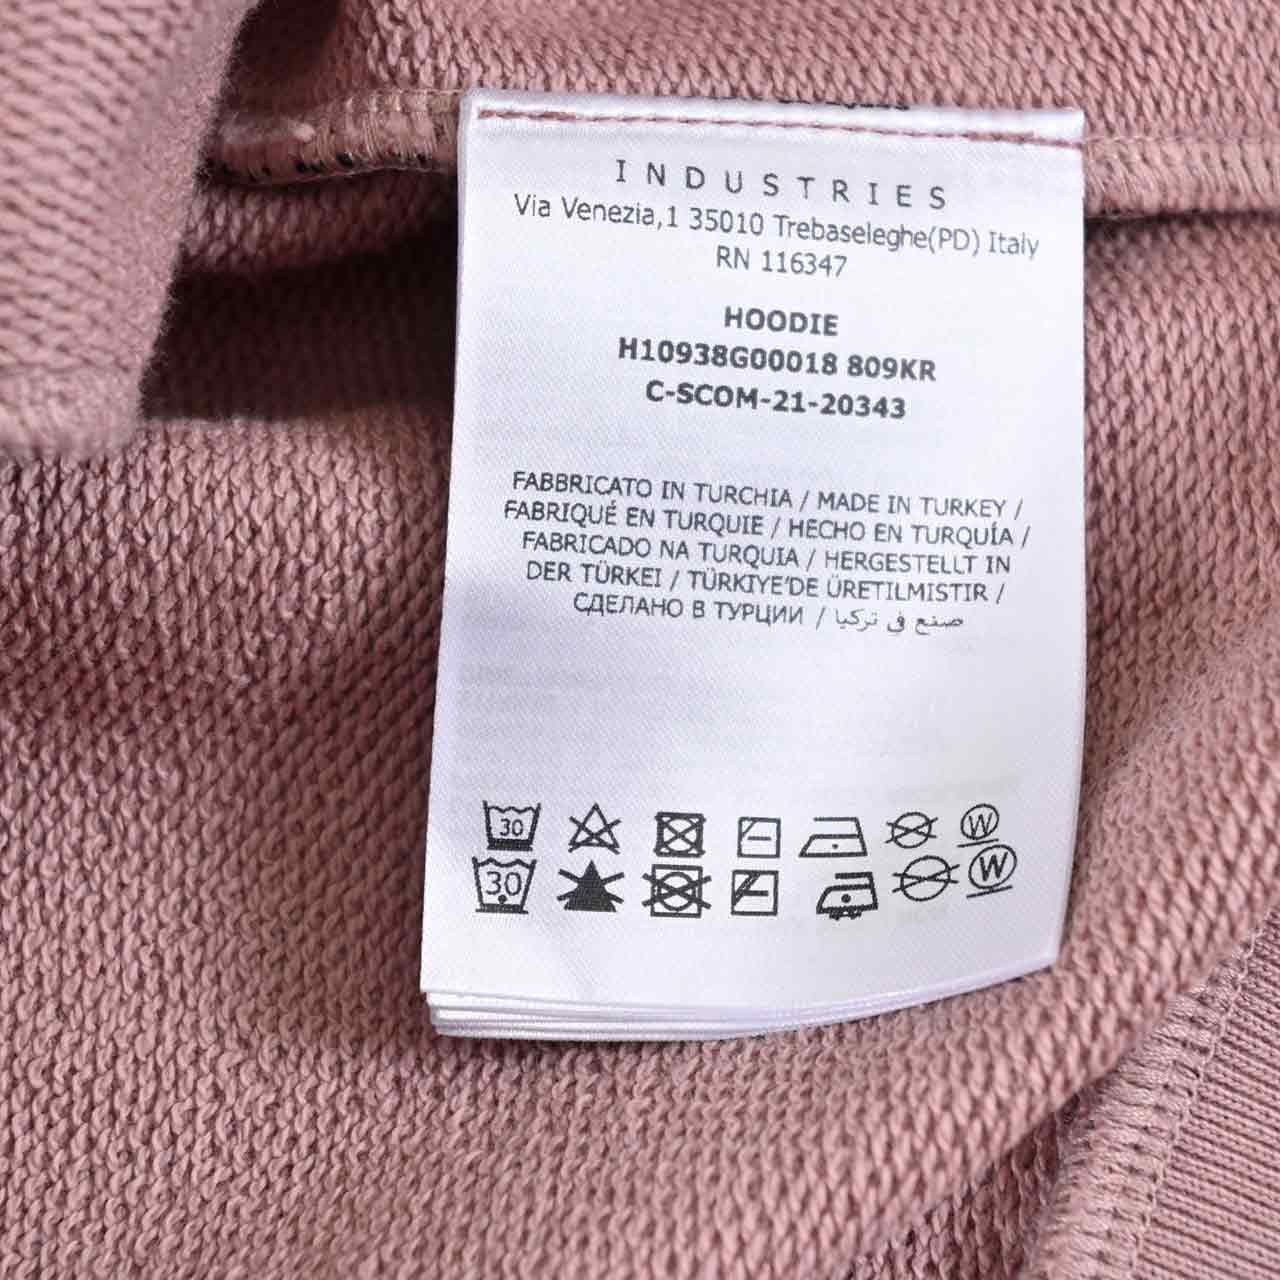 INDUSTRIES
Via Venezia,1 35010 Trebaseleghe(PD) Italy
RN 116347
HOODIE
H10938G00018 809KR
C-SCOM-21-20343
FABBRICATO IN TURCHIA / MADE IN TURKEY /
FABRIQUÉ EN TURQUIE / HECHO EN TURQUÍA /
FABRICADO NA TURQUIA / HERGESTELLT IN
DER TÜRKEI / TÜRKIYE'DE ÜRETILMISTIR /
СДЕЛАНО В ТУРЦИИ / صنع في تركيا
30 W
30 W